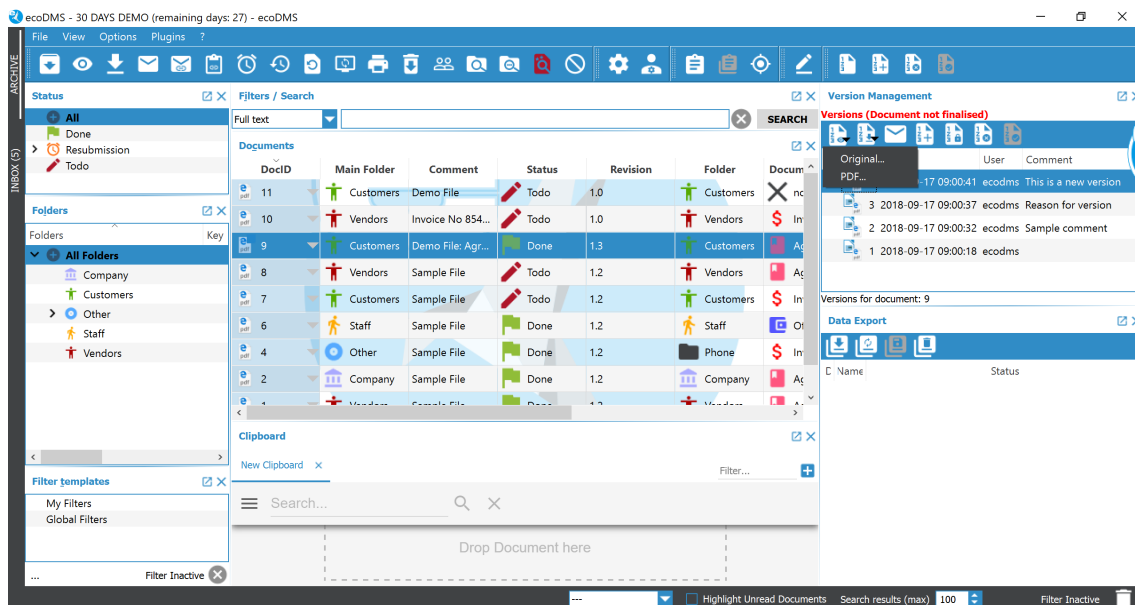 ecoDMS - 30 DAYS DEMO (remaining days: 27) - ecoDMS
File View Options Plugins ?
ARCHIVE
INBOX (5)
Status
All
Done
Resubmission
Todo
Folders
Folders Key
All Folders
Company
Customers
Other
Staff
Vendors
Filter templates
My Filters
Global Filters
... Filter Inactive
Filters / Search
Full text SEARCH
Documents
DocID Main Folder Comment Status Revision Folder Docum
11 Customers Demo File Todo 1.0 Customers
10 Vendors Invoice No 854... Todo 1.0 Vendors
9 Customers Demo File: Agr... Done 1.3 Customers
8 Vendors Sample File Todo 1.2 Vendors
7 Customers Sample File Todo 1.2 Customers
6 Staff Sample File Done 1.2 Staff
4 Other Sample File Done 1.2 Phone
2 Company Sample File Done 1.2 Company
Clipboard
New Clipboard
Filter...
Search...
Drop Document here
Version Management
Versions (Document not finalised)
Original...
PDF...
User Comment
-09-17 09:00:41 ecodms This is a new version
3 2018-09-17 09:00:37 ecodms Reason for version
2 2018-09-17 09:00:32 ecodms Sample comment
1 2018-09-17 09:00:18 ecodms
Versions for document: 9
Data Export
Name Status
--- Highlight Unread Documents Search results (max) 100 Filter Inactive